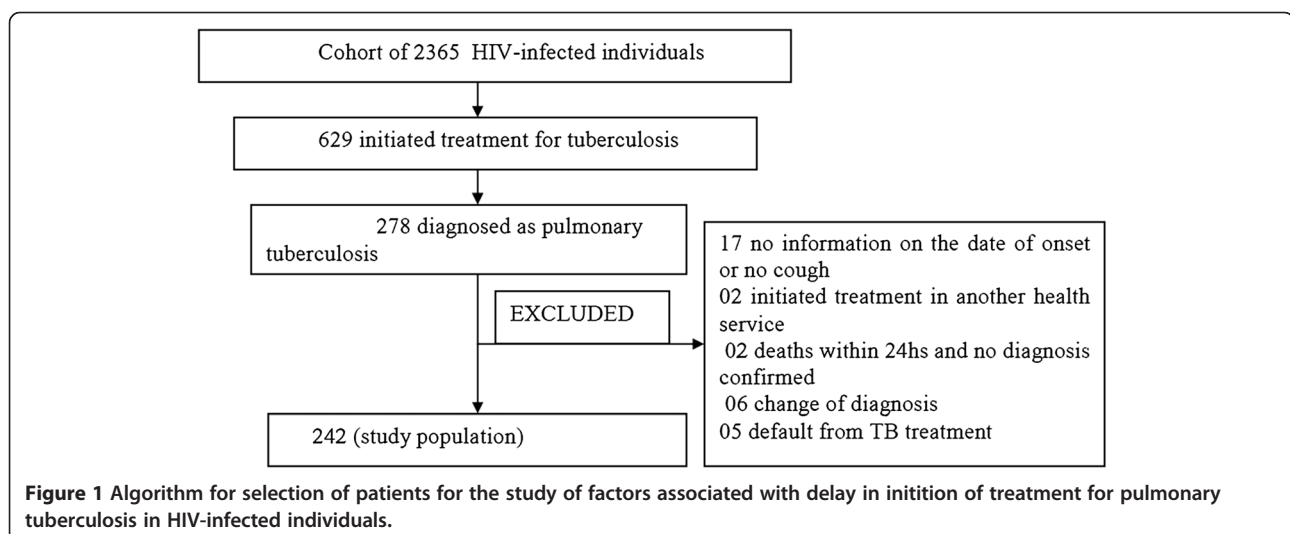 Cohort of 2365 HIV-infected individuals
629 initiated treatment for tuberculosis
278 diagnosed as pulmonary
tuberculosis
EXCLUDED
17 no information on the date of onset
or no cough
02 initiated treatment in another health
service
02 deaths within 24hs and no diagnosis
confirmed
06 change of diagnosis
05 default from TB treatment
242 (study population)
Figure 1 Algorithm for selection of patients for the study of factors associated with delay in initition of treatment for pulmonary
tuberculosis in HIV-infected individuals.